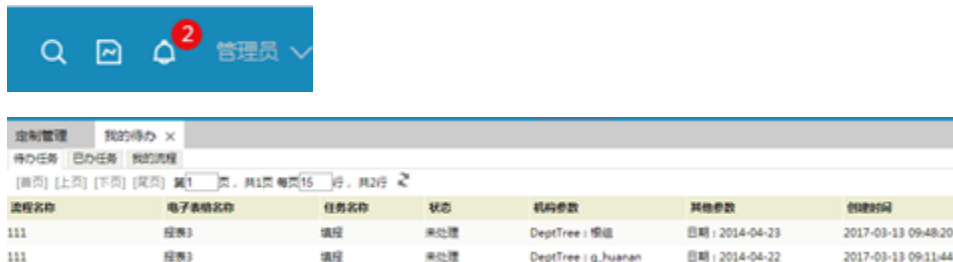 2
管理员
定制管理 我的待办 ×
待办任务 已办任务 我的流程
[首页] [上页] [下页] [尾页] 第1 页，共1页 每页15 行，共2行
流程名称 电子表格名称 任务名称 状态 机构参数 其他参数 创建时间
111 报表3 填报 未处理 DeptTree : 根组 日期 : 2014-04-23 2017-03-13 09:48:20
111 报表3 填报 未处理 DeptTree : g_huanan 日期 : 2014-04-22 2017-03-13 09:11:44